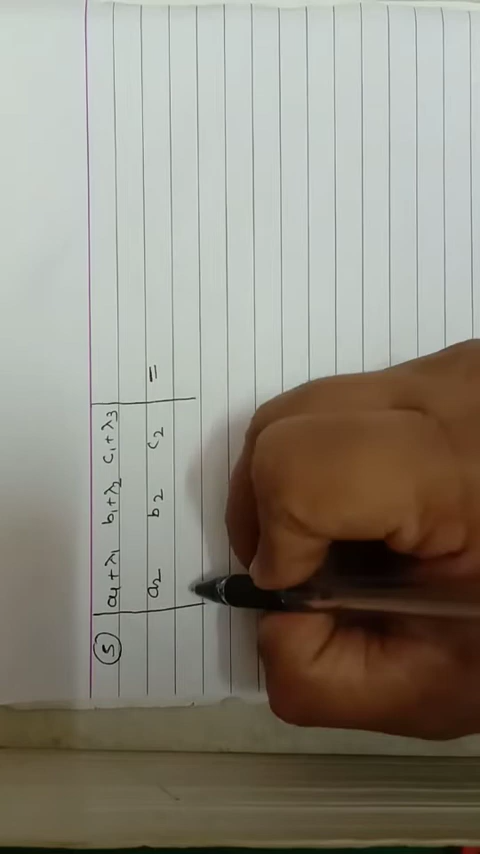 ⑤ | a₁+λ₁ b₁+λ₂ c₁+λ₃ |
| a₂ b₂ c₂ | =